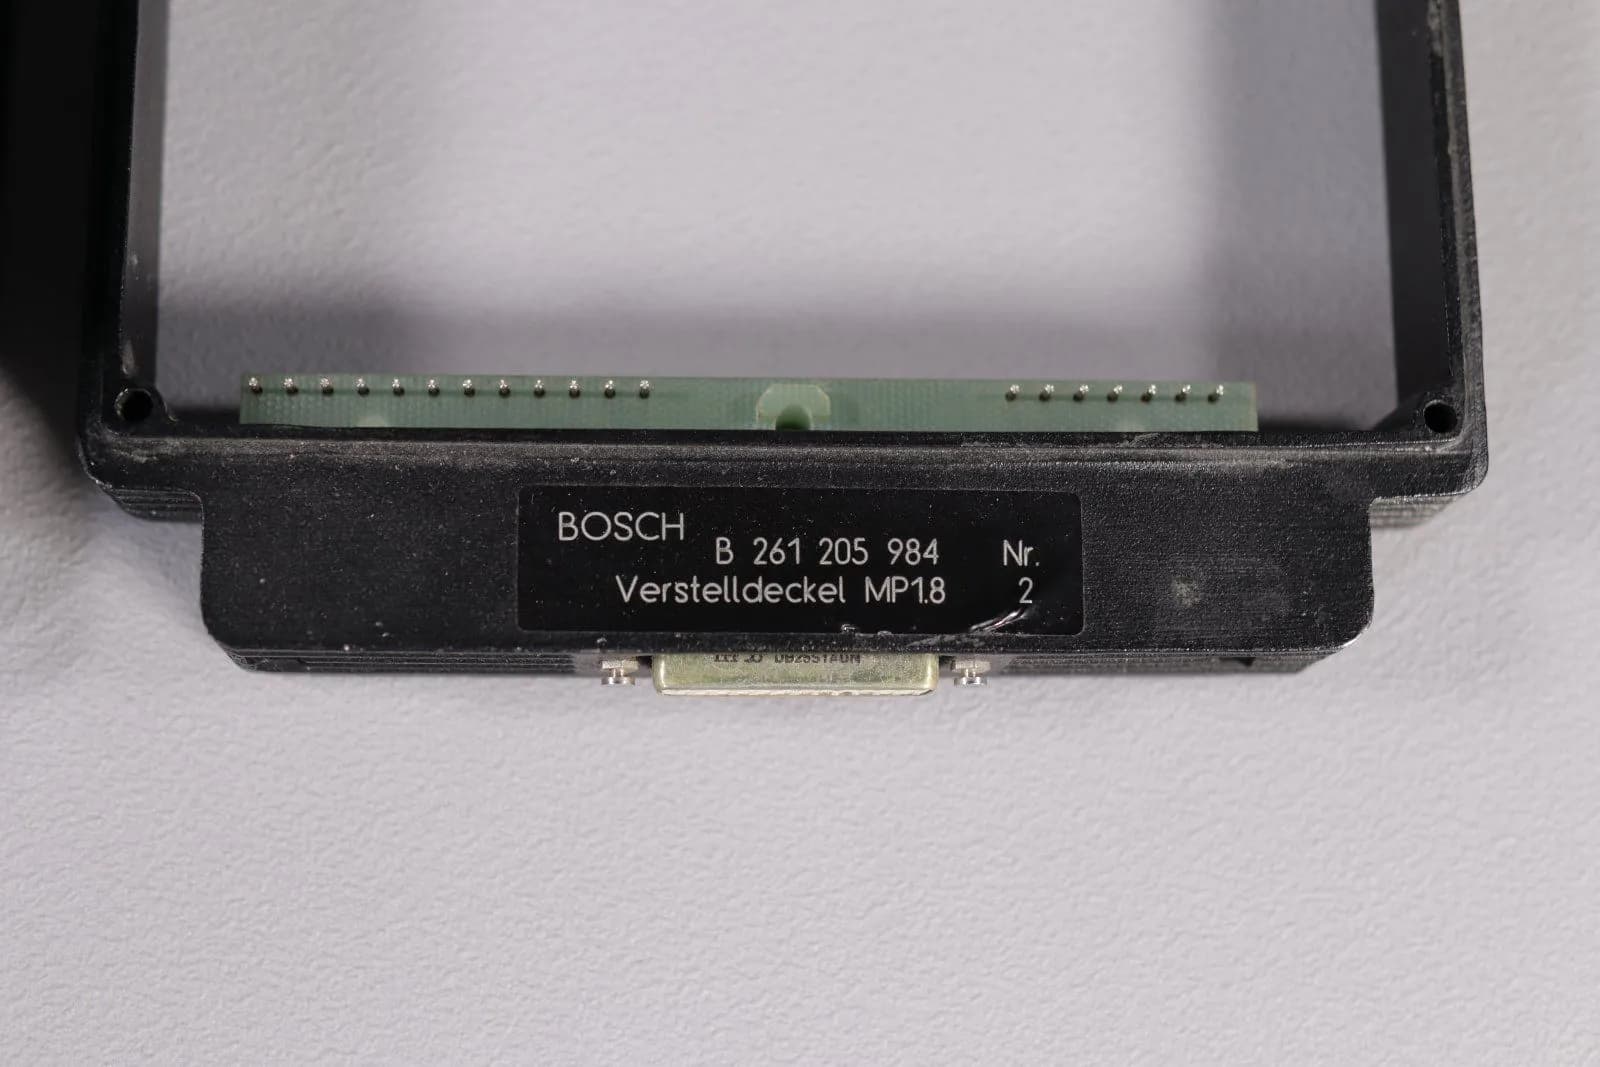 BOSCH
B 261 205 984 Nr.
Verstelldeckel MP1.8 2